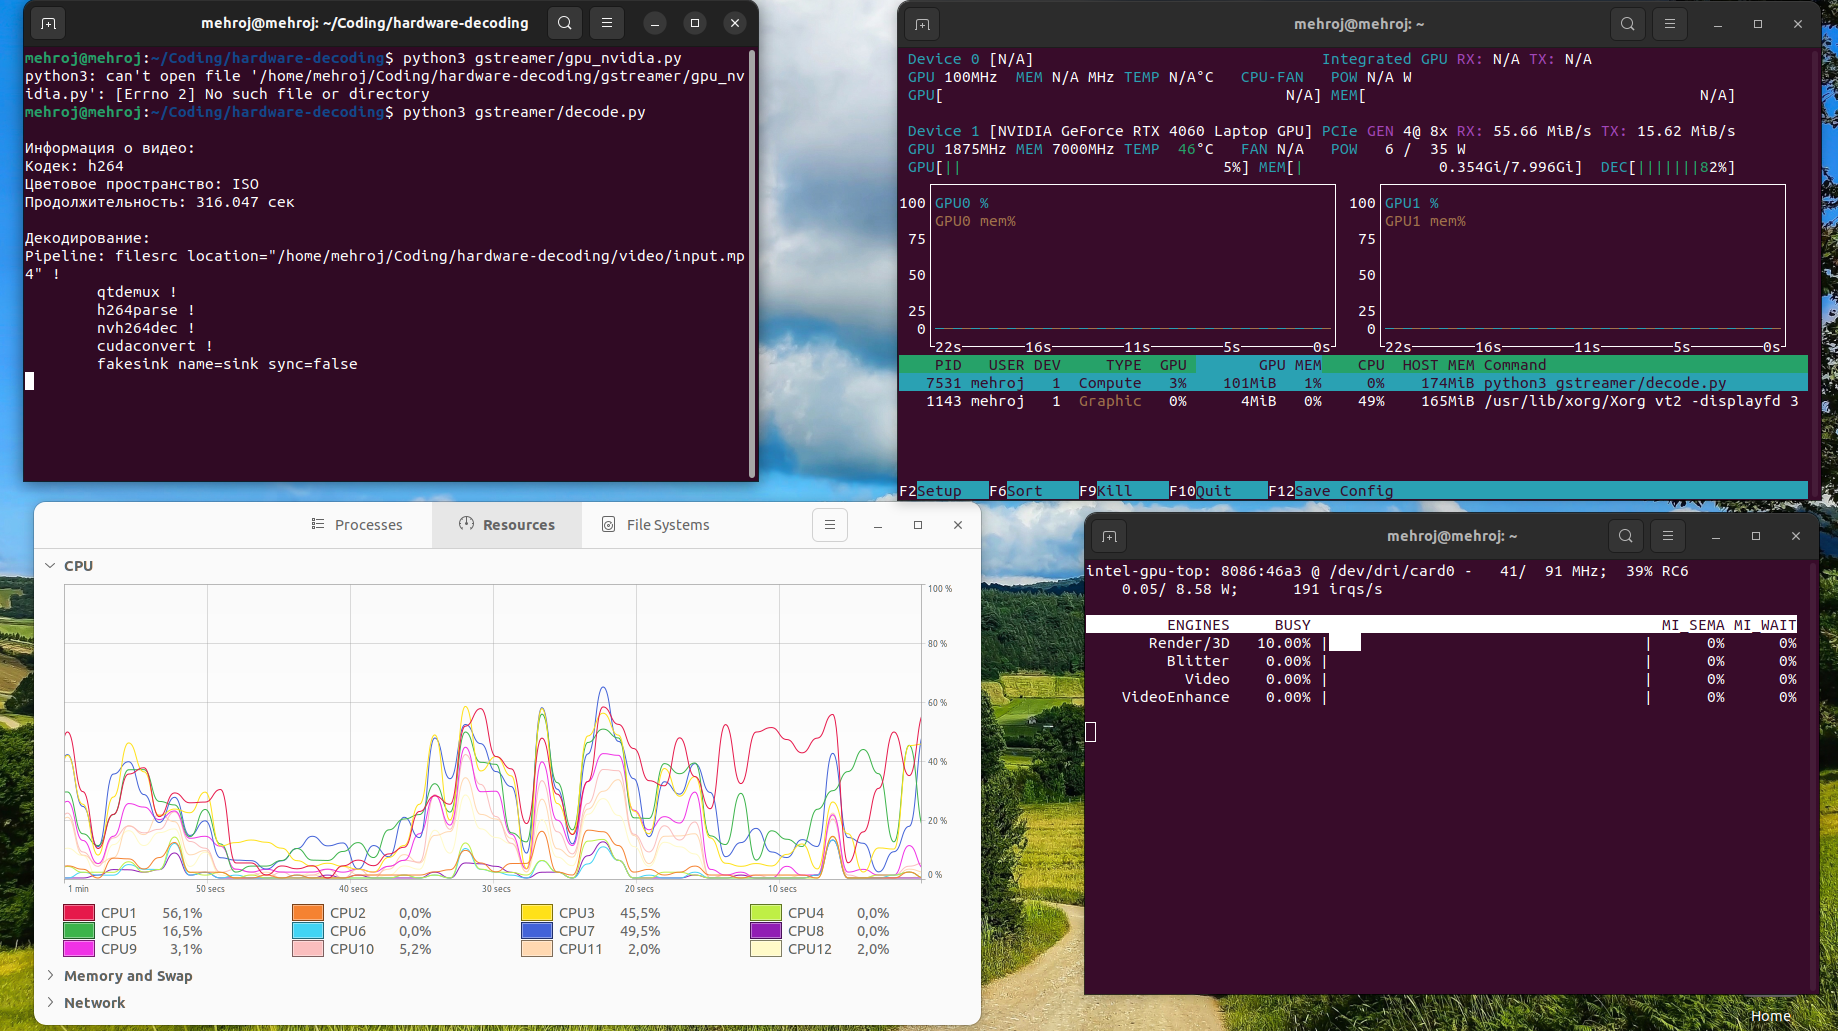 mehroj@mehroj: ~/Coding/hardware-decoding
mehroj@mehroj:~/Coding/hardware-decoding$ python3 gstreamer/gpu_nvidia.py
python3: can't open file '/home/mehroj/Coding/hardware-decoding/gstreamer/gpu_nv
idia.py': [Errno 2] No such file or directory
mehroj@mehroj:~/Coding/hardware-decoding$ python3 gstreamer/decode.py
Информация о видео:
Кодек: h264
Цветовое пространство: ISO
Продолжительность: 316.047 сек
Декодирование:
Pipeline: filesrc location="/home/mehroj/Coding/hardware-decoding/video/input.mp
4" !
qtdemux !
h264parse !
nvh264dec !
cudaconvert !
fakesink name=sink sync=false
mehroj@mehroj: ~
Device 0 [N/A] Integrated GPU RX: N/A TX: N/A
GPU 100MHz MEM N/A MHz TEMP N/A°C CPU-FAN POW N/A W
GPU[ N/A] MEM[ N/A]
Device 1 [NVIDIA GeForce RTX 4060 Laptop GPU] PCIe GEN 4@ 8x RX: 55.66 MiB/s TX: 15.62 MiB/s
GPU 1875MHz MEM 7000MHz TEMP 46°C FAN N/A POW 6 / 35 W
GPU[|| 5%] MEM[| 0.354Gi/7.996Gi] DEC[|||||||82%]
100 GPU0 % 100 GPU1 %
GPU0 mem% GPU1 mem%
75 75
50 50
25 25
0 0
22s 16s 11s 5s 0s 22s 16s 11s 5s 0s
PID USER DEV TYPE GPU GPU MEM CPU HOST MEM Command
7531 mehroj 1 Compute 3% 101MiB 1% 0% 174MiB python3 gstreamer/decode.py
1143 mehroj 1 Graphic 0% 4MiB 0% 49% 165MiB /usr/lib/xorg/Xorg vt2 -displayfd 3
F2Setup F6Sort F9Kill F10Quit F12Save Config
Processes Resources File Systems
CPU
100 %
80 %
60 %
40 %
20 %
0 %
1 min 50 secs 40 secs 30 secs 20 secs 10 secs
CPU1 56,1% CPU2 0,0% CPU3 45,5% CPU4 0,0%
CPU5 16,5% CPU6 0,0% CPU7 49,5% CPU8 0,0%
CPU9 3,1% CPU10 5,2% CPU11 2,0% CPU12 2,0%
Memory and Swap
Network
mehroj@mehroj: ~
intel-gpu-top: 8086:46a3 @ /dev/dri/card0 - 41/ 91 MHz; 39% RC6
0.05/ 8.58 W; 191 irqs/s
ENGINES BUSY MI_SEMA MI_WAIT
Render/3D 10.00% | | 0% 0%
Blitter 0.00% | | 0% 0%
Video 0.00% | | 0% 0%
VideoEnhance 0.00% | | 0% 0%
Home